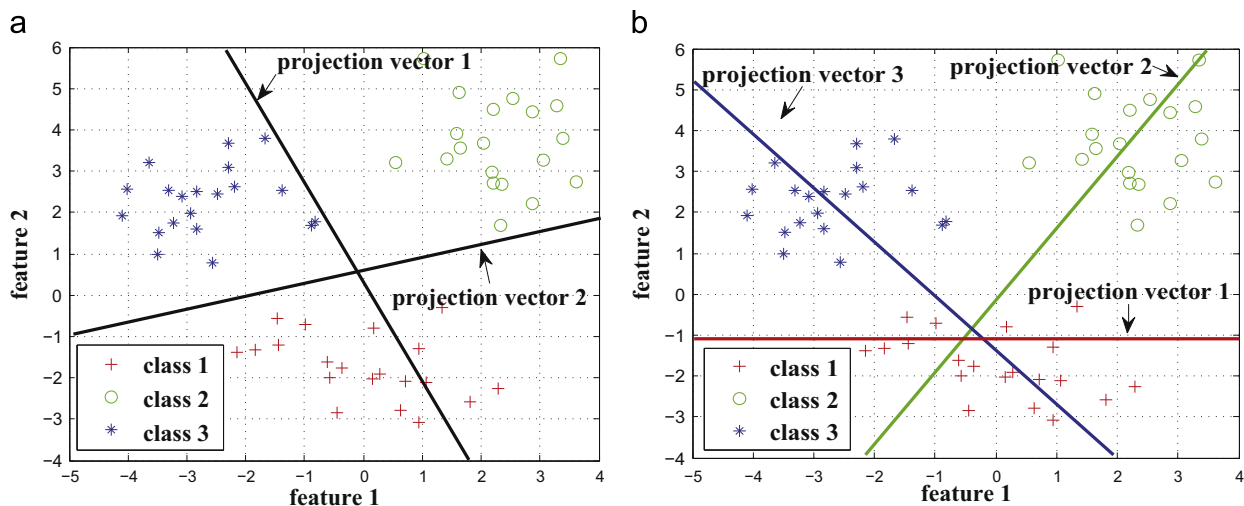 a
6
5
4
3
2
1
0
−1
−2
−3
−4
feature 2
projection vector 1
projection vector 2
class 1
class 2
class 3
−5 −4 −3 −2 −1 0 1 2 3 4
feature 1
b
6
5
4
3
2
1
0
−1
−2
−3
−4
feature 2
projection vector 3
projection vector 2
projection vector 1
class 1
class 2
class 3
−5 −4 −3 −2 −1 0 1 2 3 4
feature 1